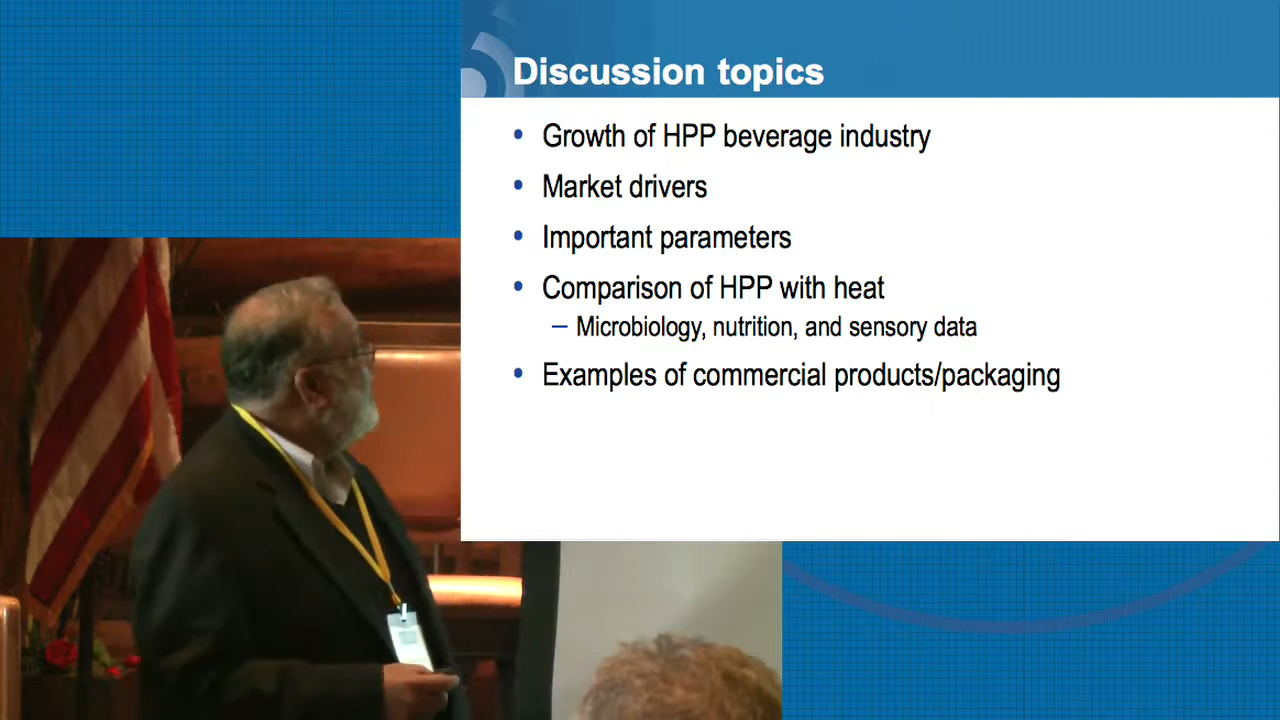 Discussion topics
• Growth of HPP beverage industry
• Market drivers
• Important parameters
• Comparison of HPP with heat
– Microbiology, nutrition, and sensory data
• Examples of commercial products/packaging